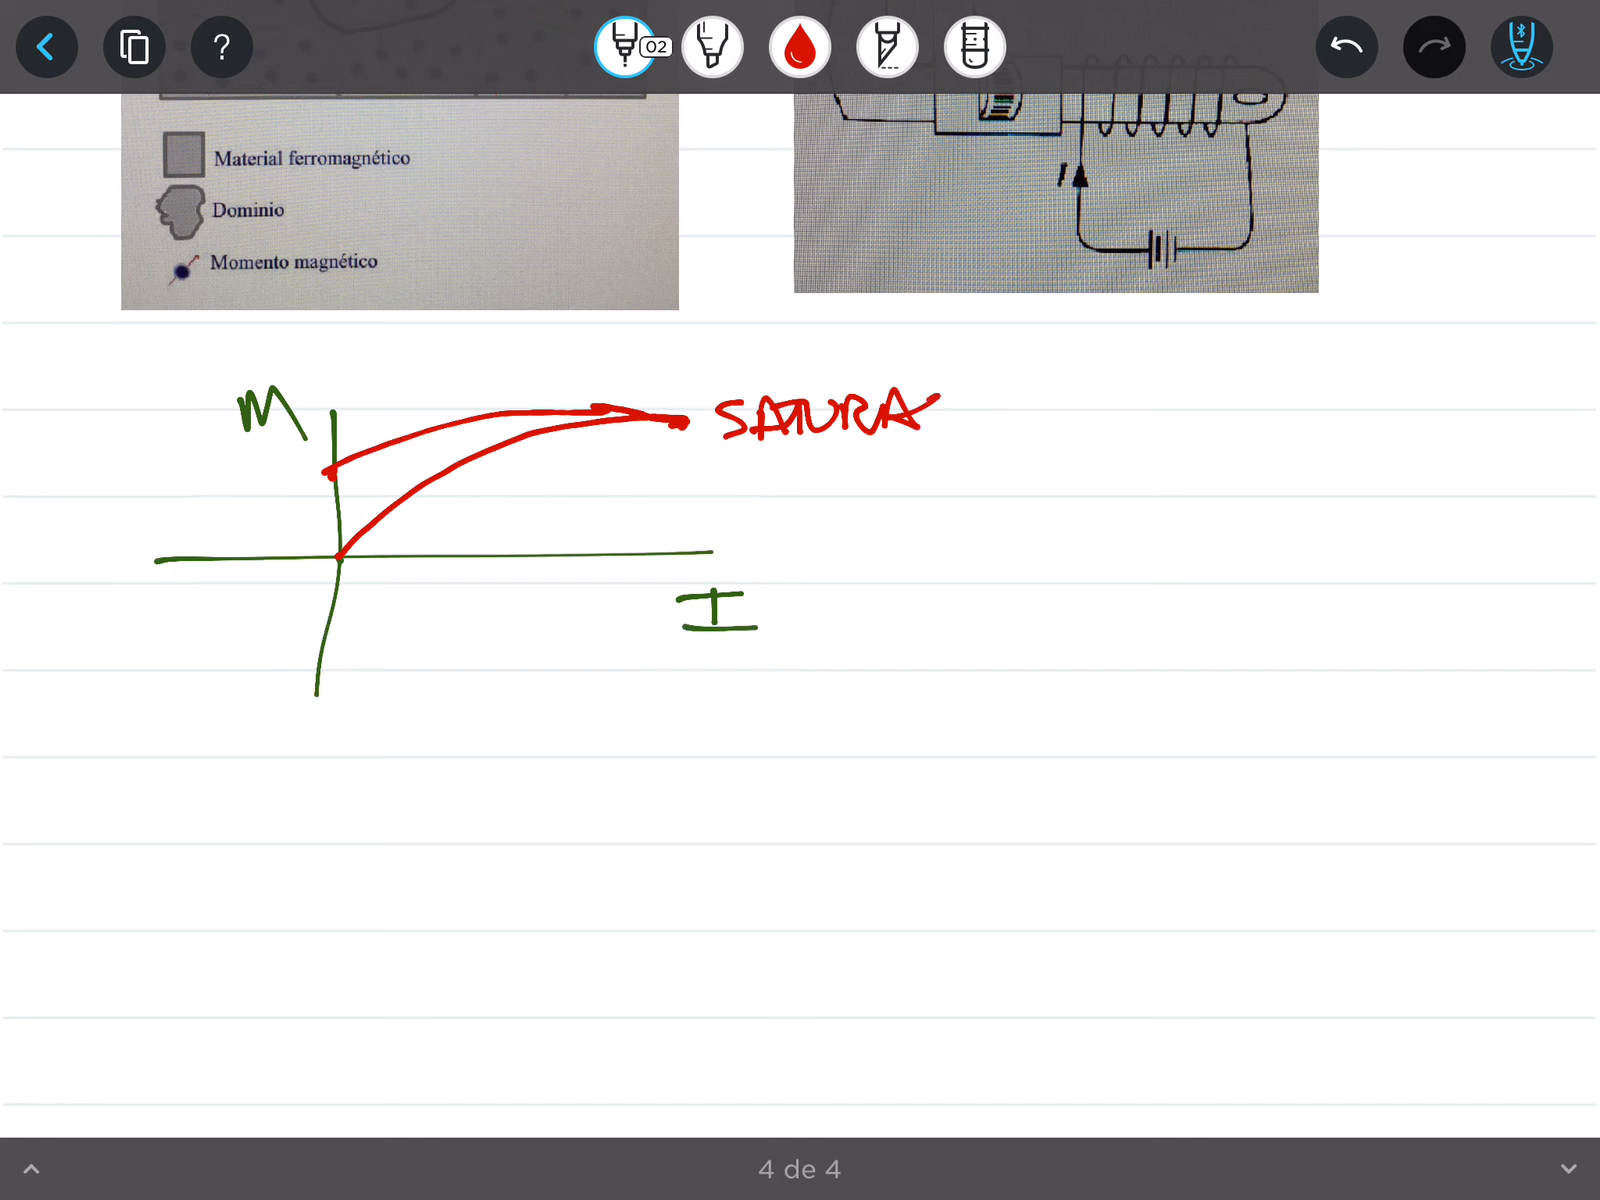 ?
02
Material ferromagnético
Dominio
Momento magnético
I
M
SATURA
I
4 de 4